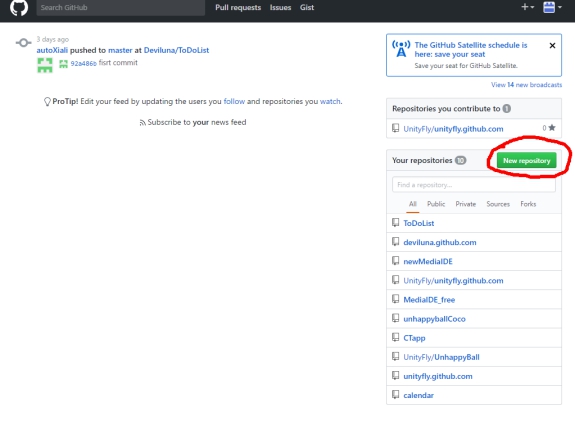 Search GitHub
Pull requests Issues Gist
3 days ago
autoXiali pushed to master at Deviluna/ToDoList
92a486b fisrt commit
ProTip! Edit your feed by updating the users you follow and repositories you watch.
Subscribe to your news feed
The GitHub Satellite schedule is
here: save your seat
Save your seat for GitHub Satellite.
View 14 new broadcasts
Repositories you contribute to 1
UnityFly/unityfly.github.com 0
Your repositories 10 New repository
Find a repository...
All Public Private Sources Forks
ToDoList
deviluna.github.com
newMediaIDE
UnityFly/unityfly.github.com
MediaIDE_free
unhappyballCoco
CTapp
UnityFly/UnhappyBall
unityfly.github.com
calendar